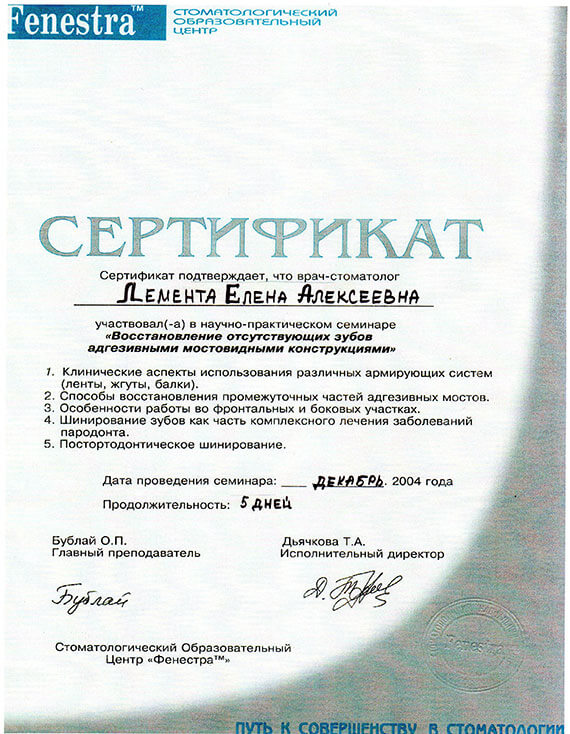 Fenestra™
СТОМАТОЛОГИЧЕСКИЙ
ОБРАЗОВАТЕЛЬНЫЙ
ЦЕНТР
СЕРТИФИКАТ
Сертификат подтверждает, что врач-стоматолог
ДЕМЕНТА ЕЛЕНА АЛЕКСЕЕВНА
участвовал(-а) в научно-практическом семинаре
«Восстановление отсутствующих зубов
адгезивными мостовидными конструкциями»
1. Клинические аспекты использования различных армирующих систем
(ленты, жгуты, балки).
2. Способы восстановления промежуточных частей адгезивных мостов.
3. Особенности работы во фронтальных и боковых участках.
4. Шинирование зубов как часть комплексного лечения заболеваний
пародонта.
5. Постортодонтическое шинирование.
Дата проведения семинара: ___ ДЕКАБРЬ. 2004 года
Продолжительность: 5 ДНЕЙ
Бублай О.П.
Главный преподаватель
Дьячкова Т.А.
Исполнительный директор
Бублай
Стоматологический Образовательный
Центр «Фенестра™»
Fenestra
ПУТЬ К СОВЕРШЕНСТВУ В СТОМАТОЛОГИИ